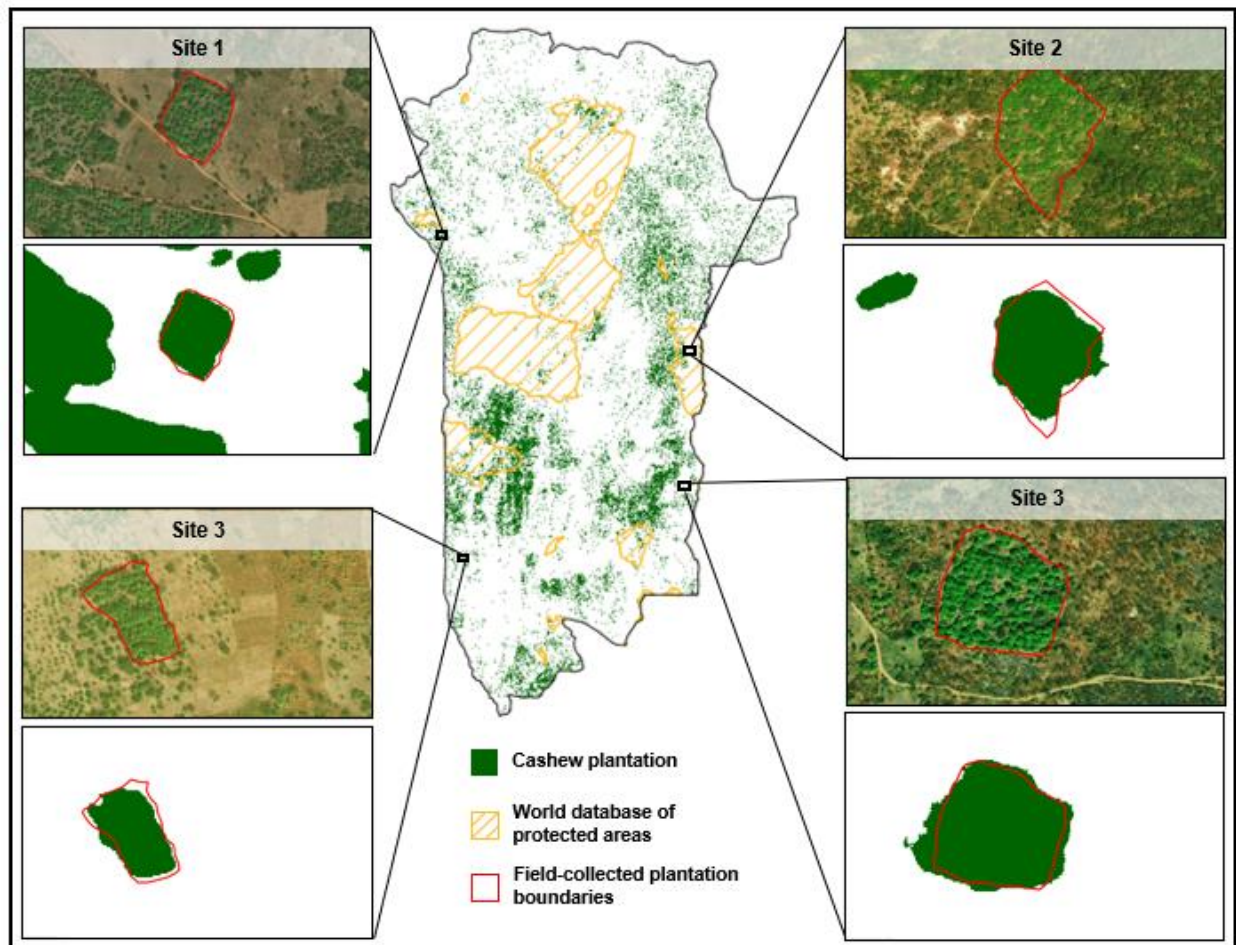 Site 1
Site 2
Site 3
Site 3
Cashew plantation
World database of
protected areas
Field-collected plantation
boundaries